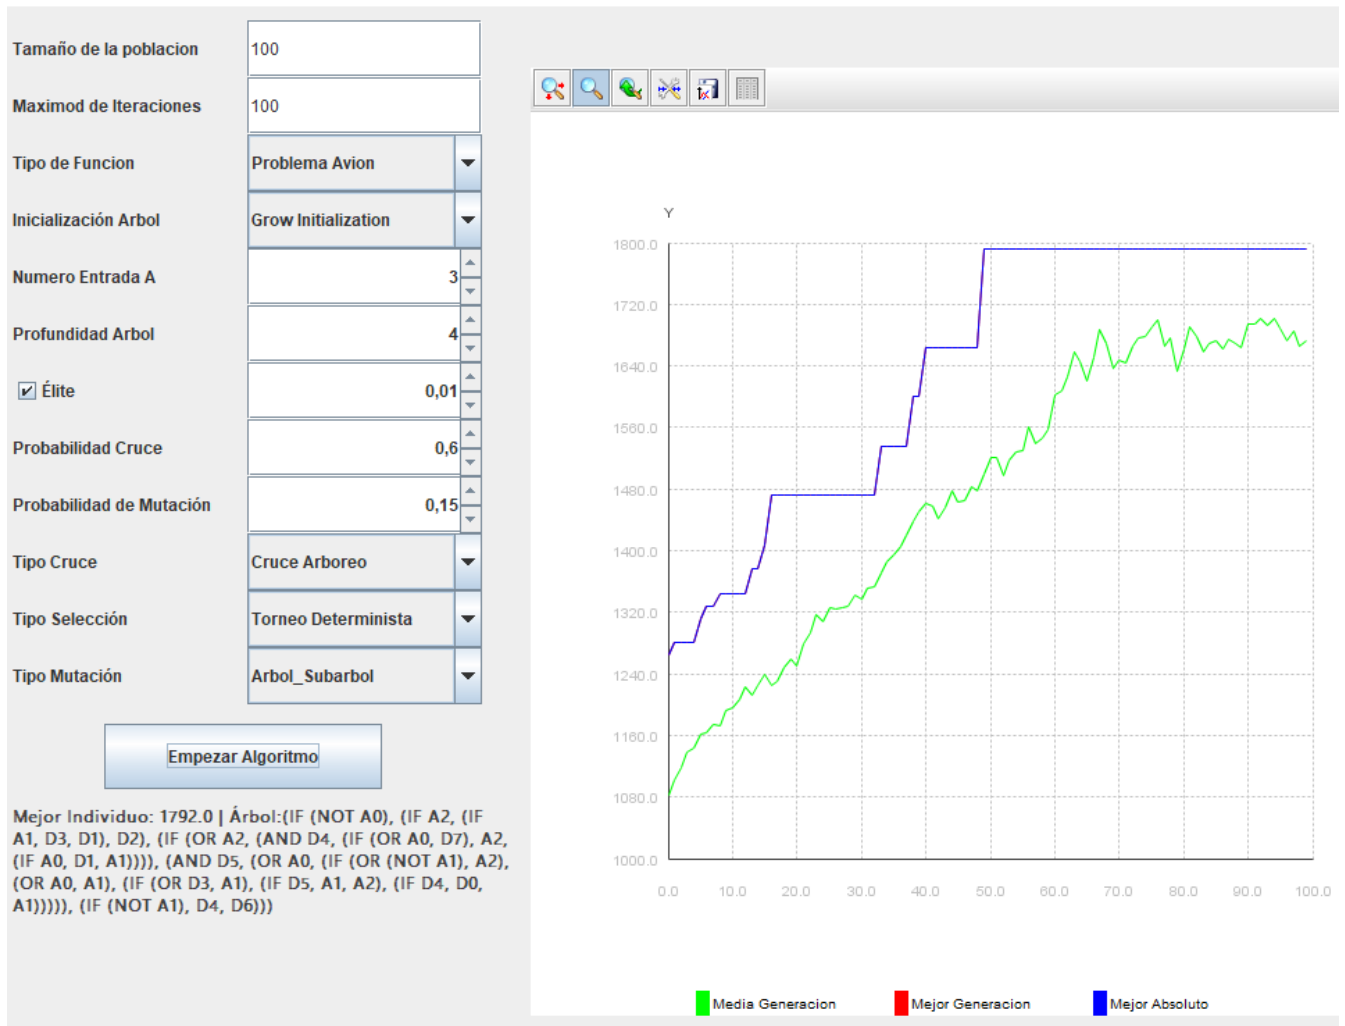 Tamaño de la poblacion
100
Maximod de Iteraciones
100
Tipo de Funcion
Problema Avion
Inicialización Arbol
Grow Initialization
Numero Entrada A
3
Profundidad Arbol
4
Élite
0,01
Probabilidad Cruce
0,6
Probabilidad de Mutación
0,15
Tipo Cruce
Cruce Arboreo
Tipo Selección
Torneo Determinista
Tipo Mutación
Arbol_Subarbol
Empezar Algoritmo
Mejor Individuo: 1792.0 | Árbol:(IF (NOT A0), (IF A2, (IF
A1, D3, D1), D2), (IF (OR A2, (AND D4, (IF (OR A0, D7), A2,
(IF A0, D1, A1)))), (AND D5, (OR A0, (IF (OR (NOT A1), A2),
(OR A0, A1), (IF (OR D3, A1), (IF D5, A1, A2), (IF D4, D0,
A1))))), (IF (NOT A1), D4, D6)))
Y
1800.0
1720.0
1640.0
1560.0
1480.0
1400.0
1320.0
1240.0
1160.0
1080.0
1000.0
0.0 10.0 20.0 30.0 40.0 50.0 60.0 70.0 80.0 90.0 100.0
Media Generacion Mejor Generacion Mejor Absoluto